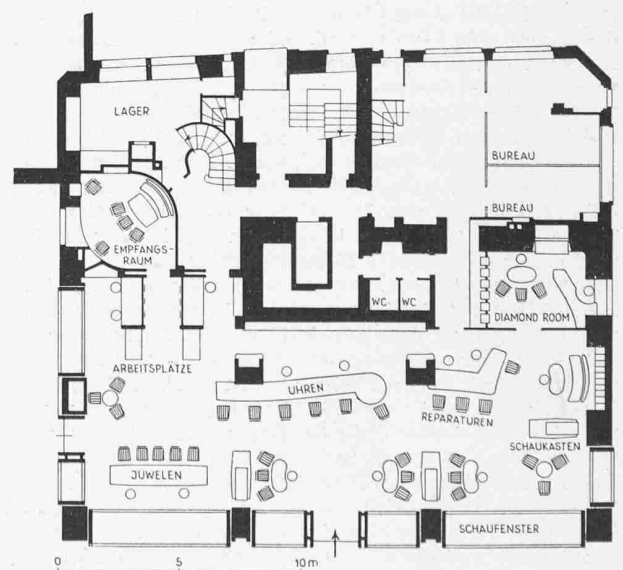 LAGER
BUREAU
BUREAU
EMPFANGS-
RAUM
WC.
WC
DIAMOND ROOM
ARBEITSPLÄTZE
UHREN
REPARATUREN
SCHAUKASTEN
JUWELEN
SCHAUFENSTER
0 5 10 m